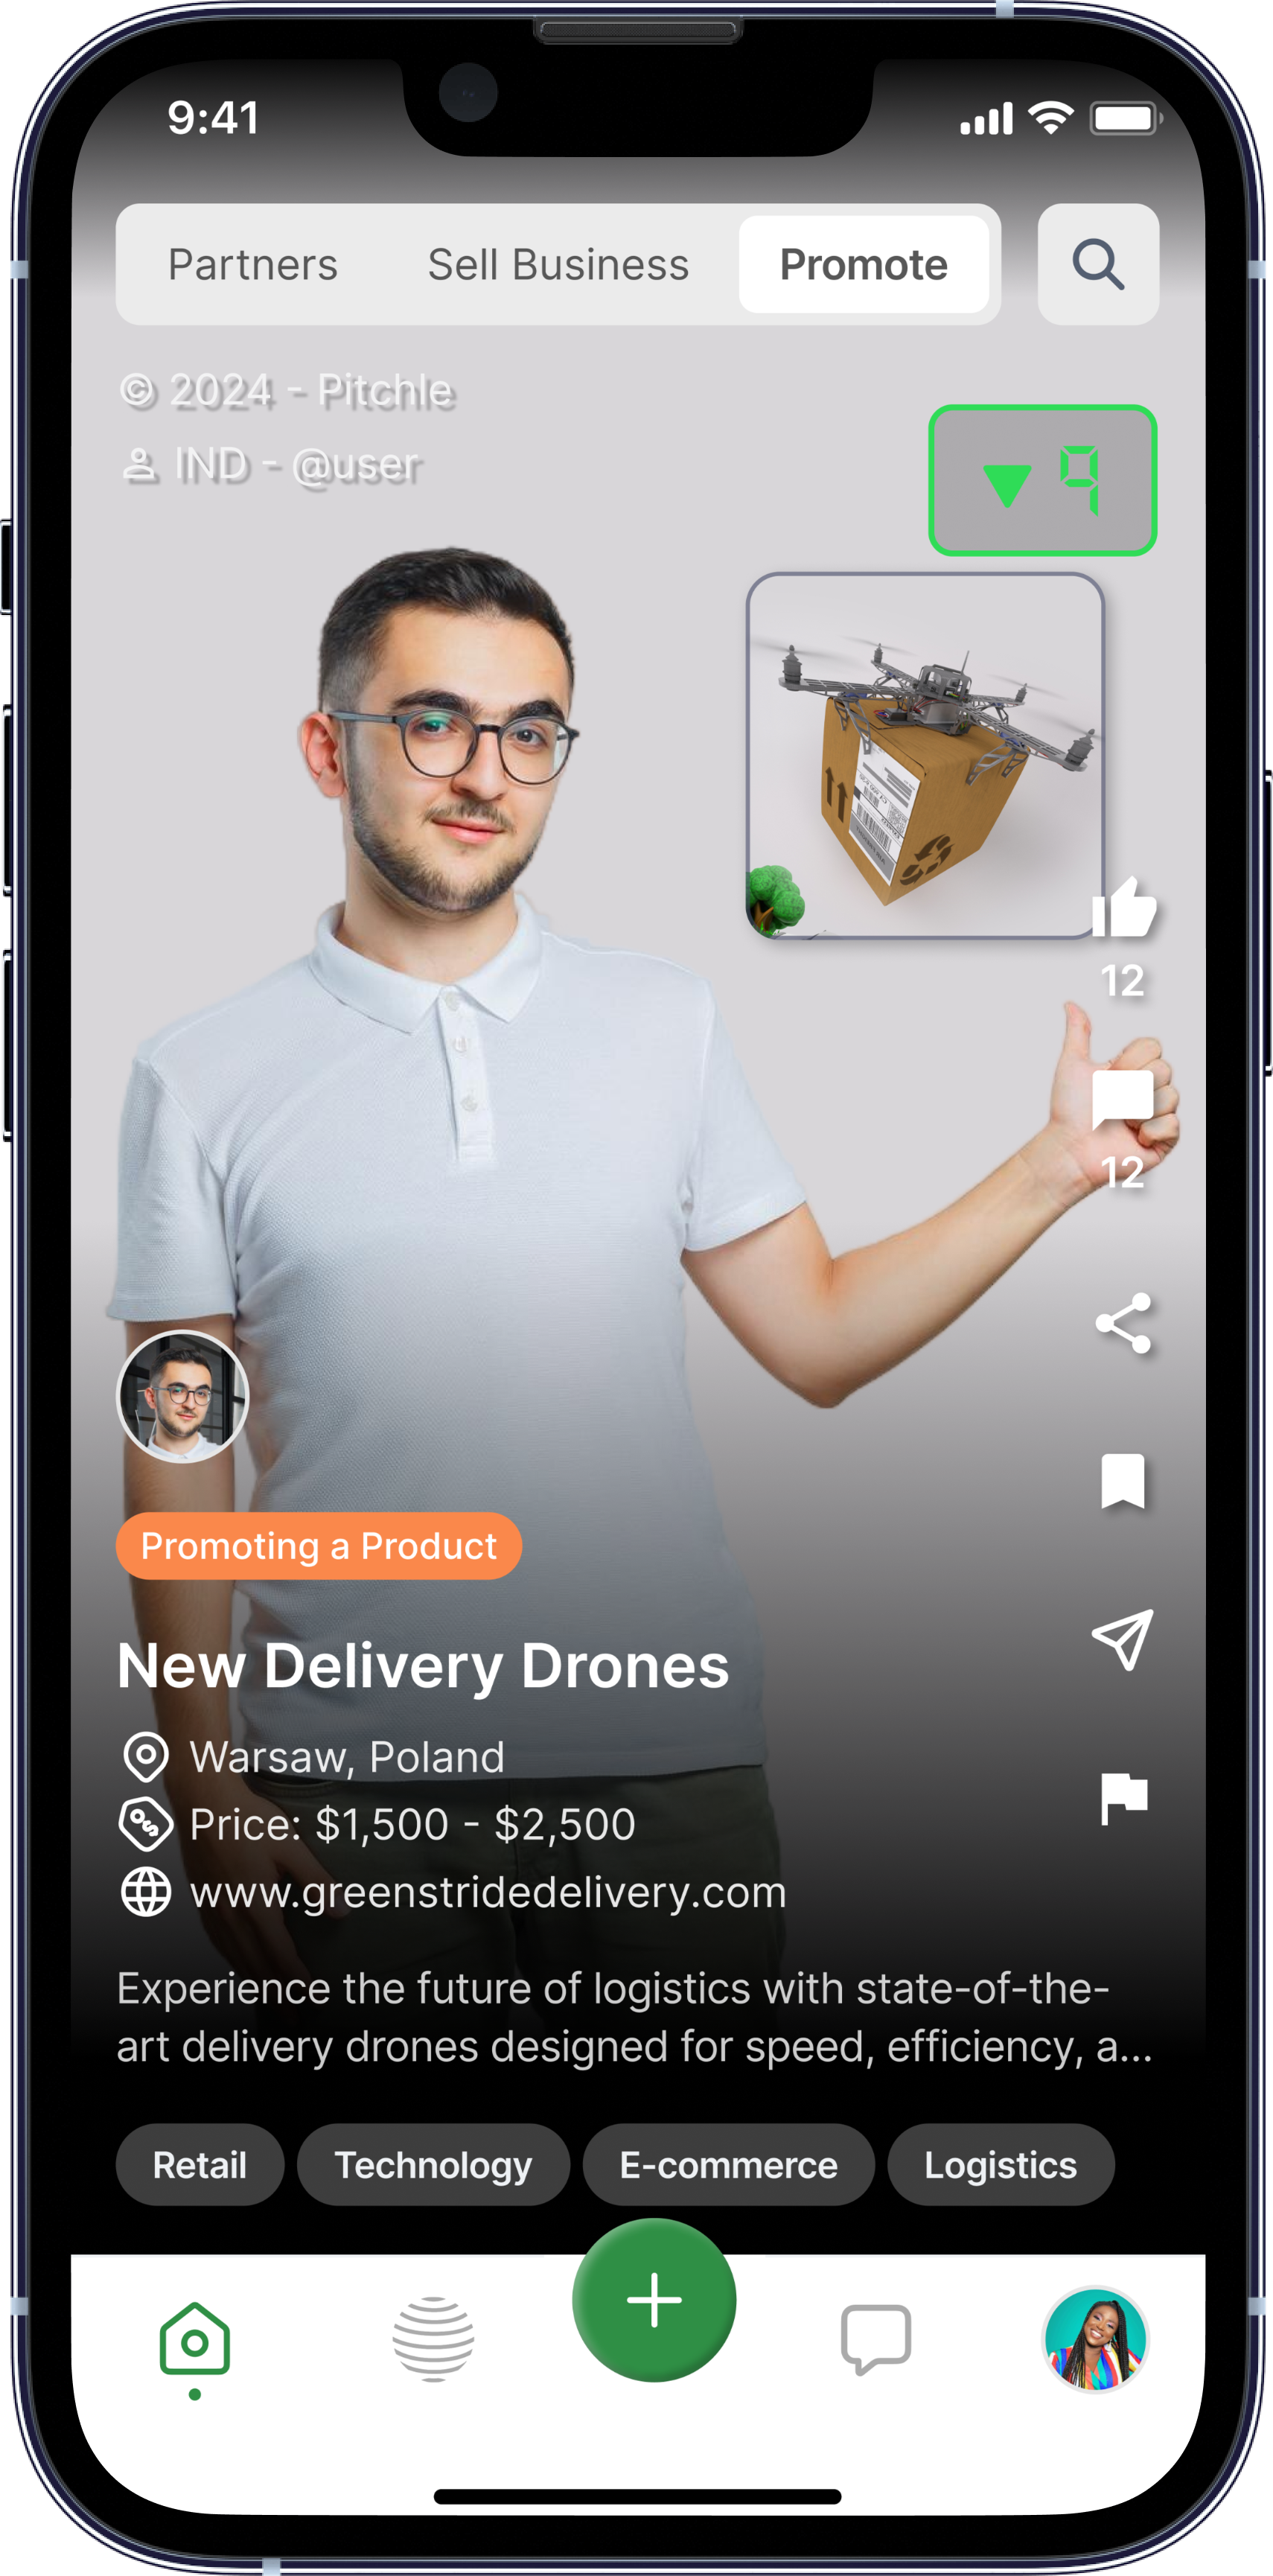 9:41
Partners Sell Business Promote
© 2024 - Pitchle
IND - @user
9
12
12
Promoting a Product
New Delivery Drones
Warsaw, Poland
Price: $1,500 - $2,500
www.greenstridedelivery.com
Experience the future of logistics with state-of-the-
art delivery drones designed for speed, efficiency, a...
Retail Technology E-commerce Logistics